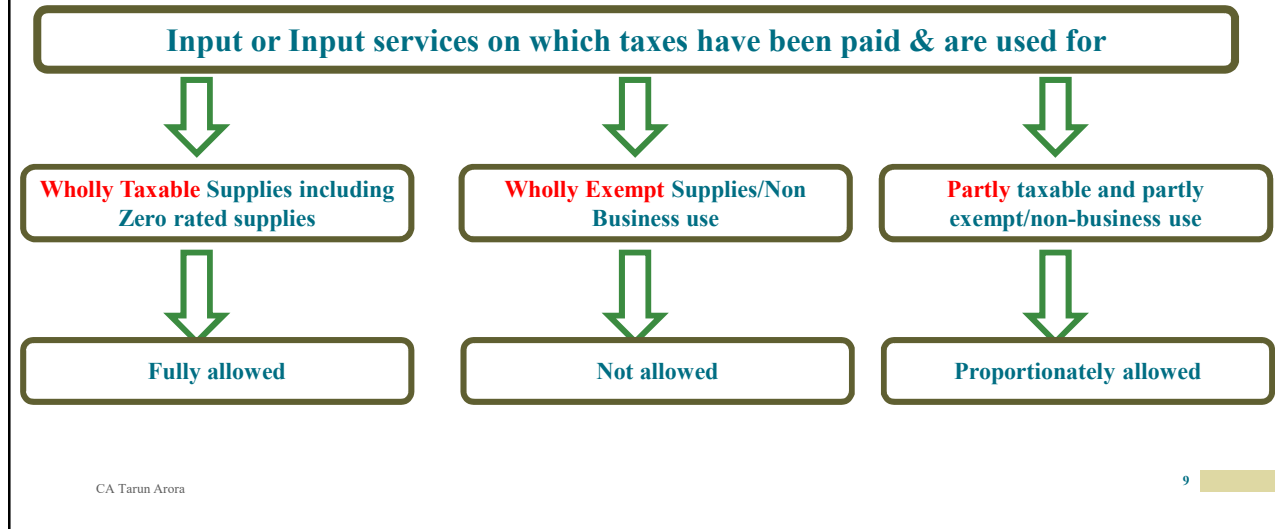 Input or Input services on which taxes have been paid & are used for
Wholly Taxable Supplies including
Zero rated supplies
Wholly Exempt Supplies/Non
Business use
Partly taxable and partly
exempt/non-business use
Fully allowed
Not allowed
Proportionately allowed
CA Tarun Arora
9